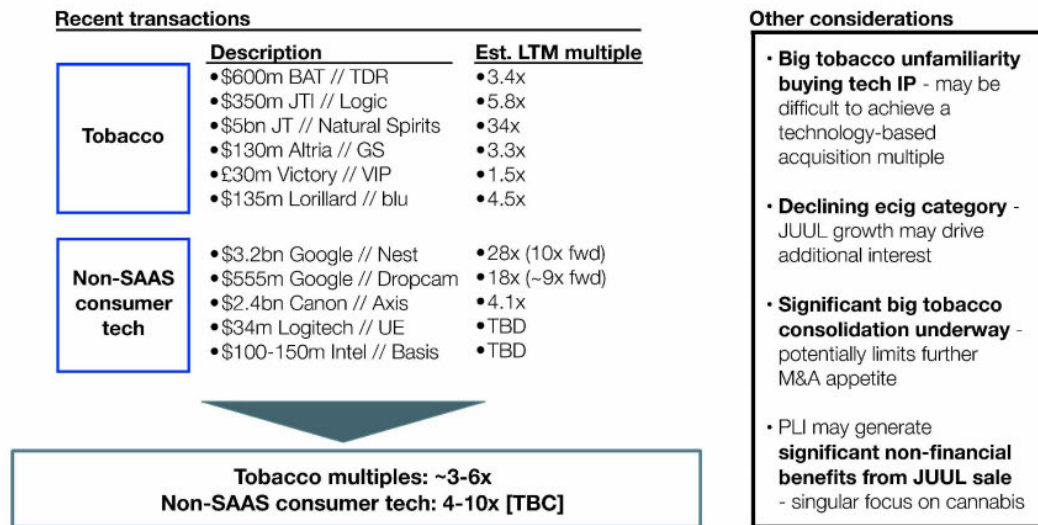 Recent transactions
Description Est. LTM multiple
Tobacco
•$600m BAT // TDR •3.4x
•$350m JTI // Logic •5.8x
•$5bn JT // Natural Spirits •34x
•$130m Altria // GS •3.3x
•£30m Victory // VIP •1.5x
•$135m Lorillard // blu •4.5x
Non-SAAS
consumer
tech
•$3.2bn Google // Nest •28x (10x fwd)
•$555m Google // Dropcam •18x (~9x fwd)
•$2.4bn Canon // Axis •4.1x
•$34m Logitech // UE •TBD
•$100-150m Intel // Basis •TBD
Tobacco multiples: ~3-6x
Non-SAAS consumer tech: 4-10x [TBC]
Other considerations
• Big tobacco unfamiliarity
buying tech IP - may be
difficult to achieve a
technology-based
acquisition multiple
• Declining ecig category -
JUUL growth may drive
additional interest
• Significant big tobacco
consolidation underway -
potentially limits further
M&A appetite
• PLI may generate
significant non-financial
benefits from JUUL sale
- singular focus on cannabis